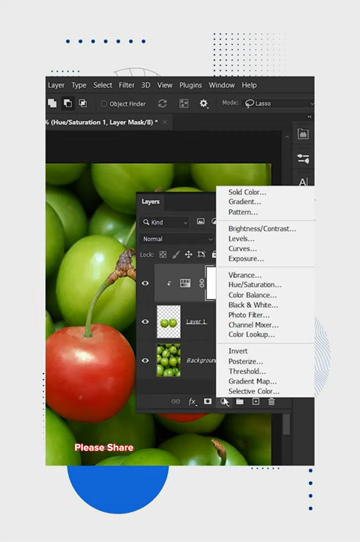 Layer Type Select Filter 3D View Plugins Window Help
Object Finder Mode: Lasso
% (Hue/Saturation 1, Layer Mask/8) *
Layers
Kind
Normal
Lock:
Layer 1
Background
Solid Color...
Gradient...
Pattern...
Brightness/Contrast...
Levels...
Curves...
Exposure...
Vibrance...
Hue/Saturation...
Color Balance...
Black & White...
Photo Filter...
Channel Mixer...
Color Lookup...
Invert
Posterize...
Threshold...
Gradient Map...
Selective Color...
fx
Please Share